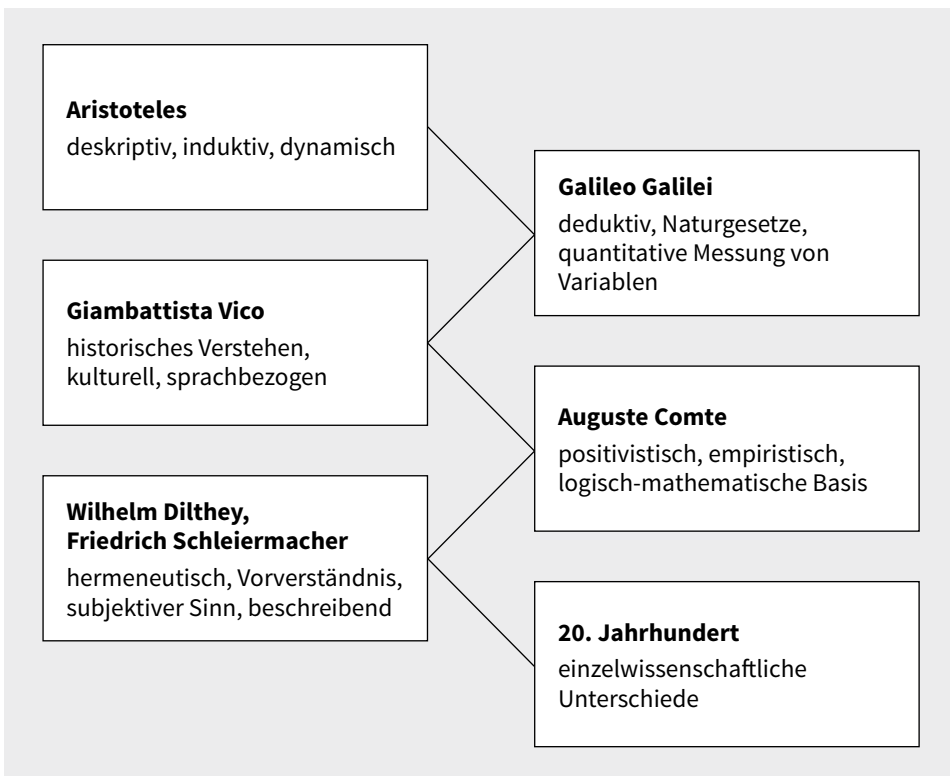 Aristoteles
deskriptiv, induktiv, dynamisch
Galileo Galilei
deduktiv, Naturgesetze,
quantitative Messung von
Variablen
Giambattista Vico
historisches Verstehen,
kulturell, sprachbezogen
Auguste Comte
positivistisch, empiristisch,
logisch-mathematische Basis
Wilhelm Dilthey,
Friedrich Schleiermacher
hermeneutisch, Vorverständnis,
subjektiver Sinn, beschreibend
20. Jahrhundert
einzelwissenschaftliche
Unterschiede